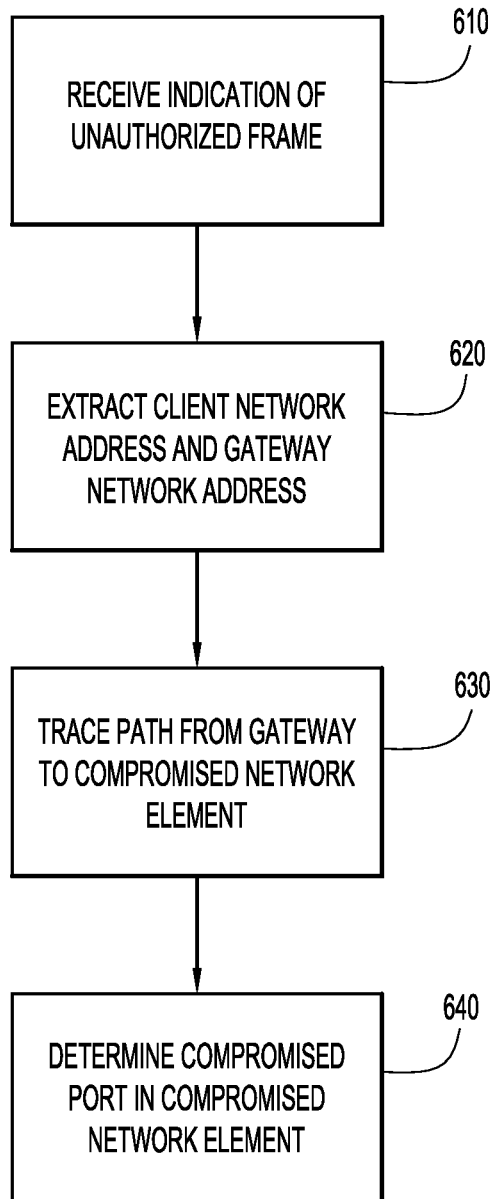 610
RECEIVE INDICATION OF
UNAUTHORIZED FRAME
620
EXTRACT CLIENT NETWORK
ADDRESS AND GATEWAY
NETWORK ADDRESS
630
TRACE PATH FROM GATEWAY
TO COMPROMISED NETWORK
ELEMENT
640
DETERMINE COMPROMISED
PORT IN COMPROMISED
NETWORK ELEMENT